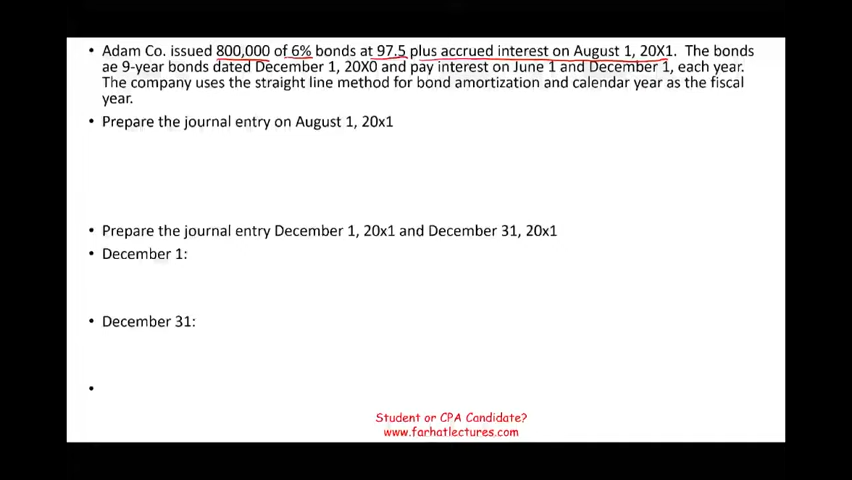 • Adam Co. issued 800,000 of 6% bonds at 97.5 plus accrued interest on August 1, 20X1. The bonds
ae 9-year bonds dated December 1, 20X0 and pay interest on June 1 and December 1, each year.
The company uses the straight line method for bond amortization and calendar year as the fiscal
year.
• Prepare the journal entry on August 1, 20x1
• Prepare the journal entry December 1, 20x1 and December 31, 20x1
• December 1:
• December 31:
•
Student or CPA Candidate?
www.farhatlectures.com